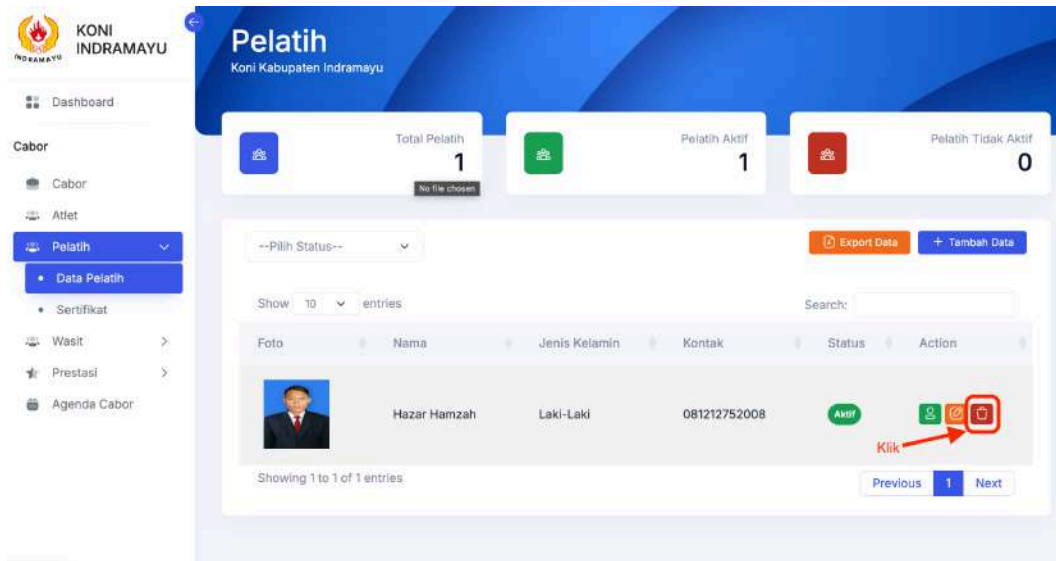 KONI
INDRAMAYU
INDRAMAYU
Dashboard
Cabor
Cabor
Atlet
Pelatih
Data Pelatih
Sertifikat
Wasit
Prestasi
Agenda Cabor
Pelatih
Koni Kabupaten Indramayu
Total Pelatih
1
No file chosen
Pelatih Aktif
1
Pelatih Tidak Aktif
0
--Pilih Status--
Export Data
+ Tambah Data
Show 10 entries
Search:
Foto Nama Jenis Kelamin Kontak Status Action
Hazar Hamzah Laki-Laki 081212752008 Aktif
Klik
Showing 1 to 1 of 1 entries
Previous 1 Next